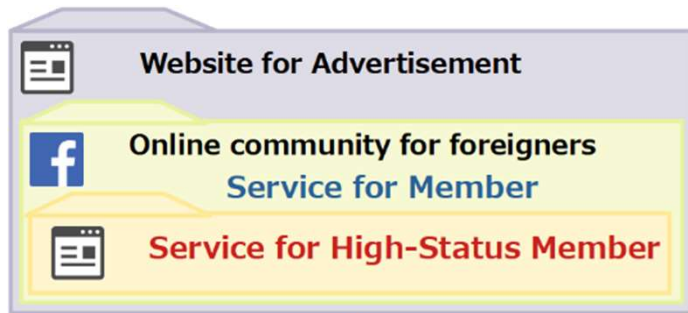 Website for Advertisement
Online community for foreigners
Service for Member
Service for High-Status Member